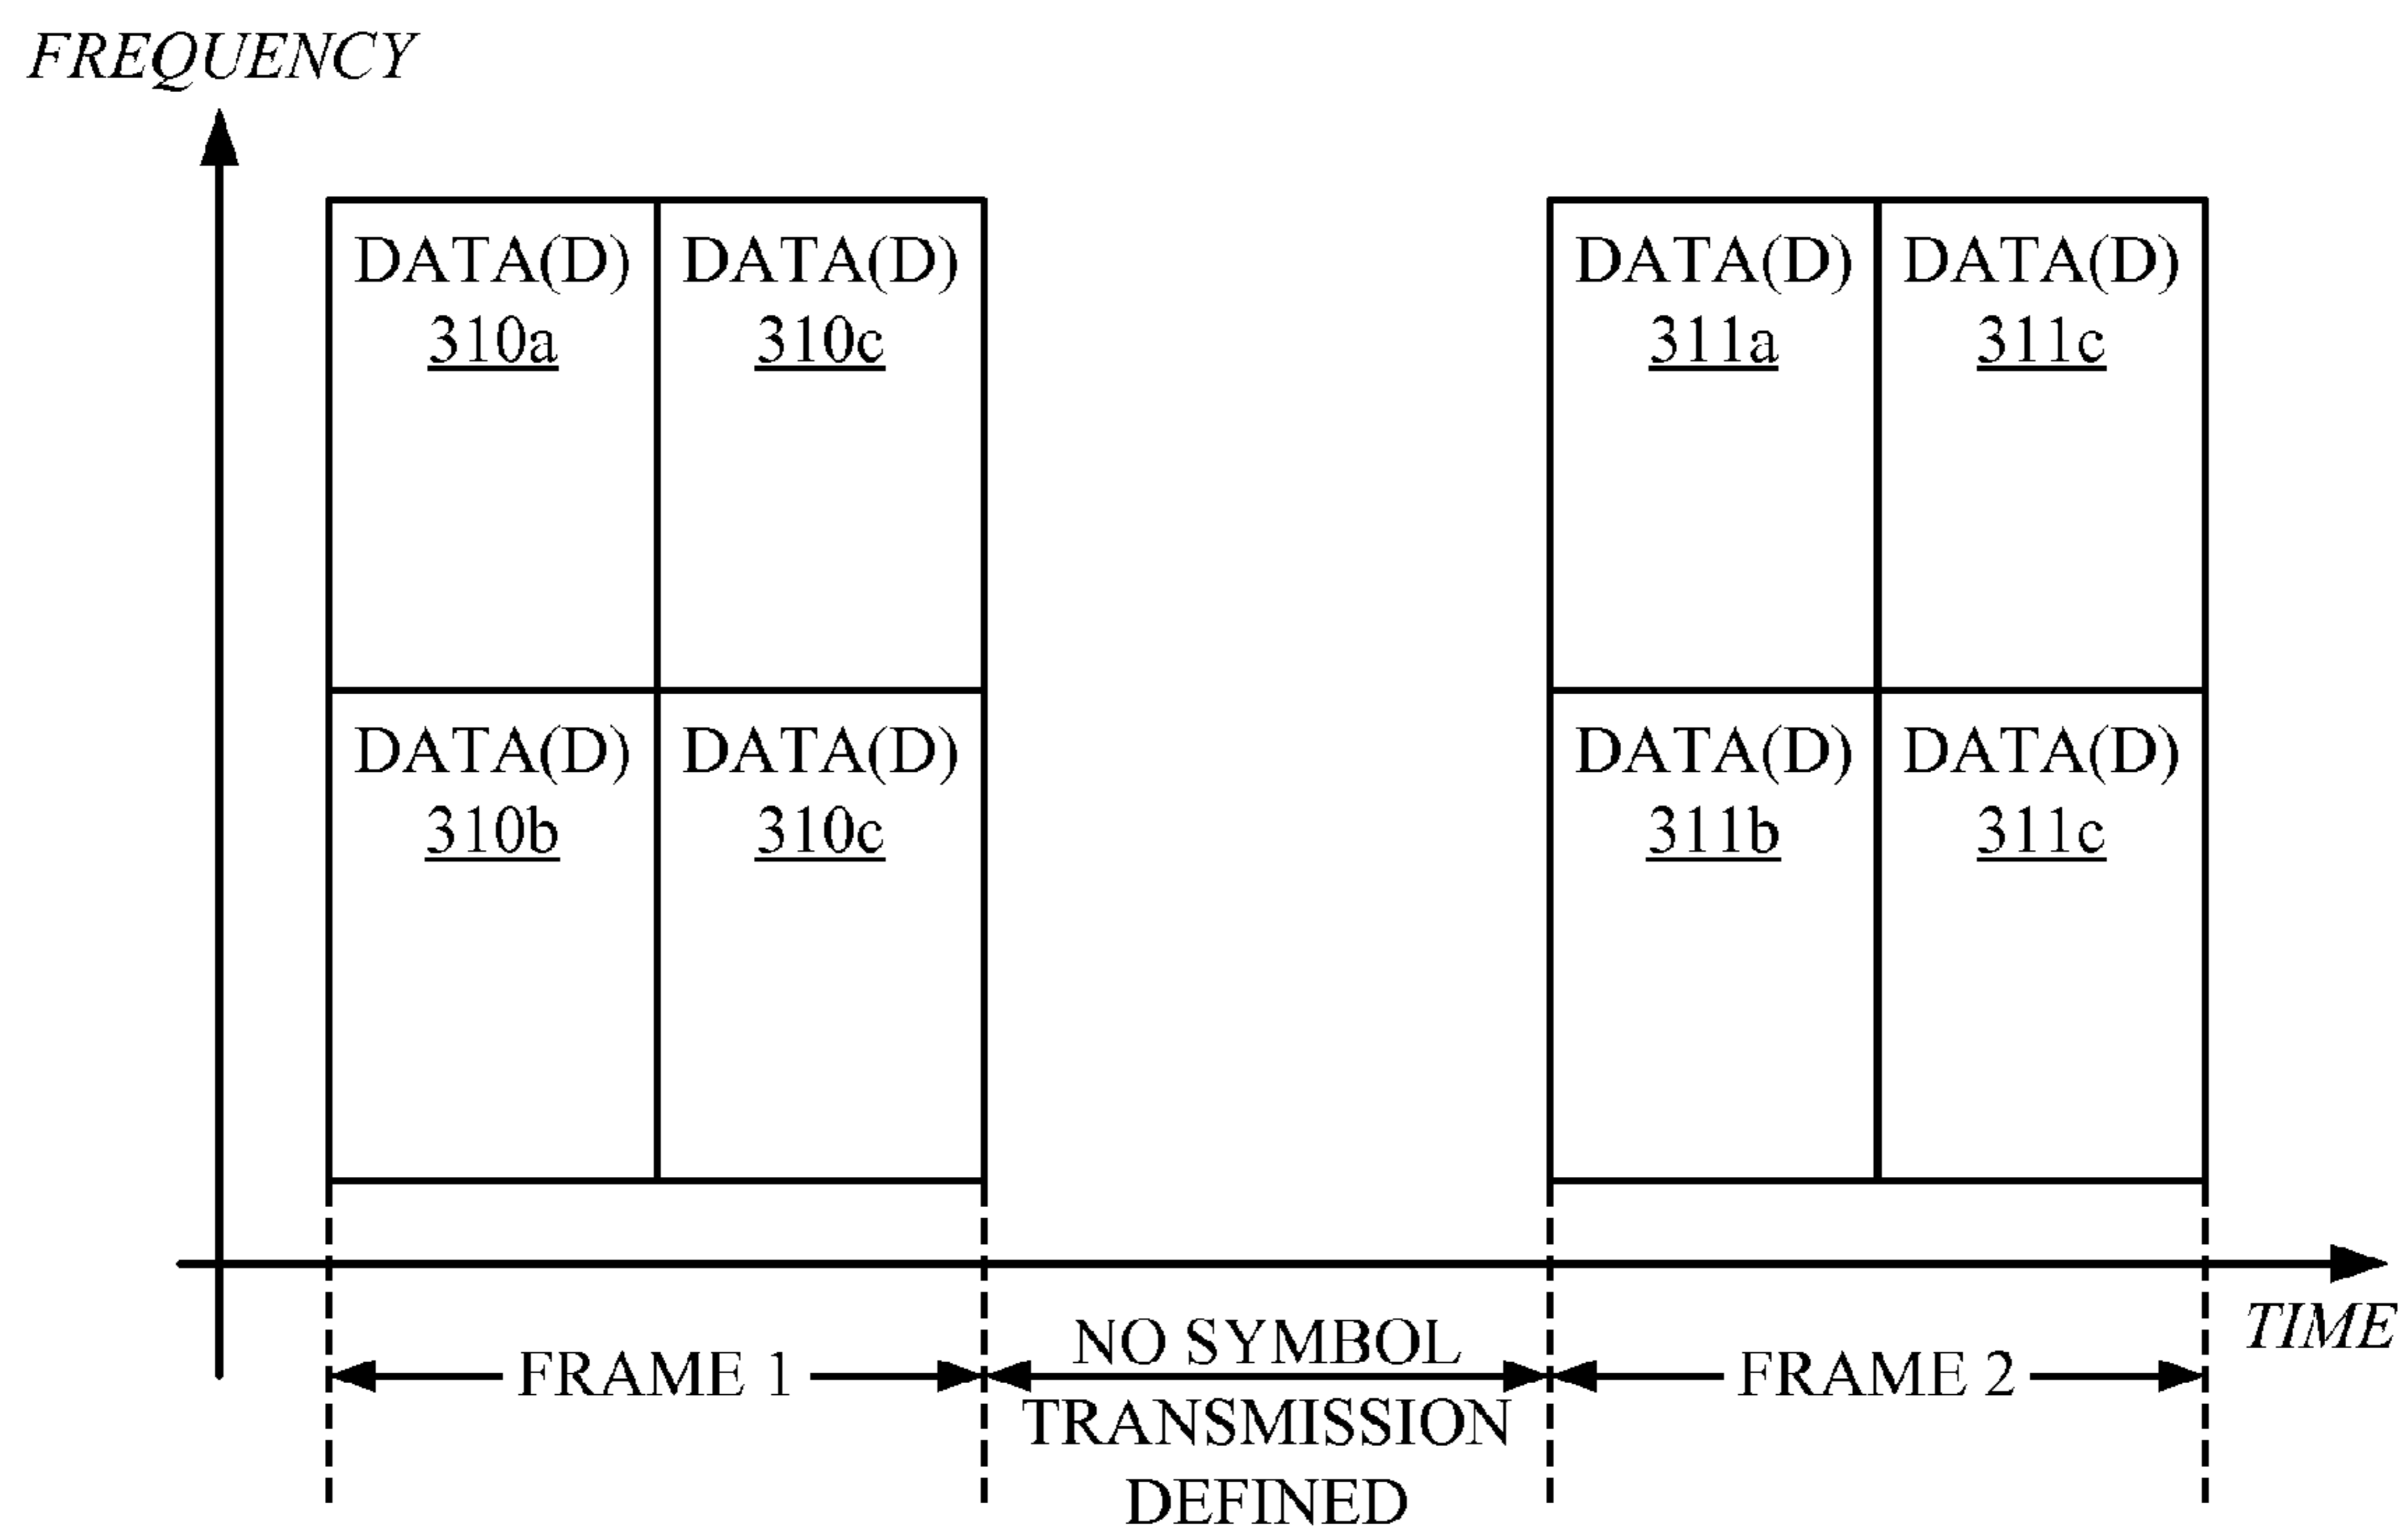 FREQUENCY
DATA(D)
310a
DATA(D)
310c
DATA(D)
310b
DATA(D)
310c
DATA(D)
311a
DATA(D)
311c
DATA(D)
311b
DATA(D)
311c
TIME
FRAME 1
NO SYMBOL
TRANSMISSION
DEFINED
FRAME 2